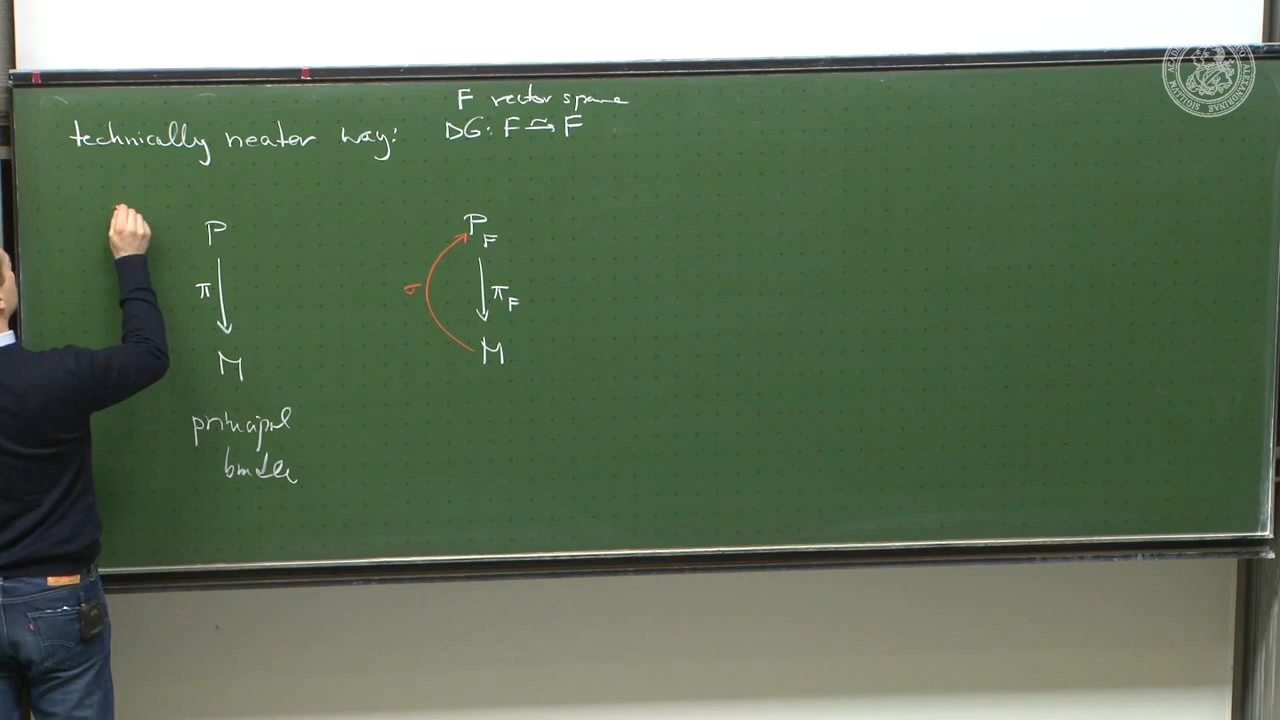 F vector space
technically neater way:
DG: F ⥲ F
P
P_F
π
σ
π_F
M
M
principal
bundle